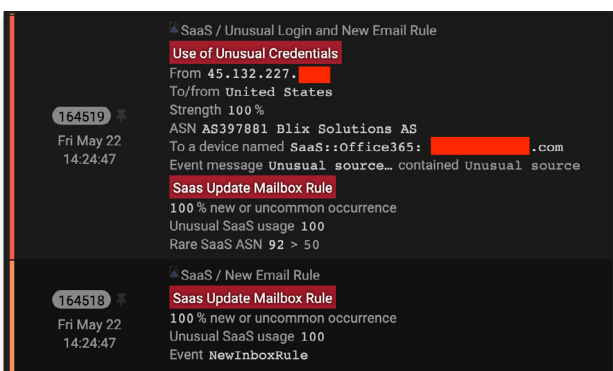 SaaS / Unusual Login and New Email Rule
Use of Unusual Credentials
From 45.132.227.
To/from United States
Strength 100 %
ASN AS397881 Blix Solutions AS
To a device named SaaS::Office365: .com
Event message Unusual source… contained Unusual source
Saas Update Mailbox Rule
100 % new or uncommon occurrence
Unusual SaaS usage 100
Rare SaaS ASN 92 > 50
164519
Fri May 22
14:24:47
SaaS / New Email Rule
Saas Update Mailbox Rule
100 % new or uncommon occurrence
Unusual SaaS usage 100
Event NewInboxRule
164518
Fri May 22
14:24:47